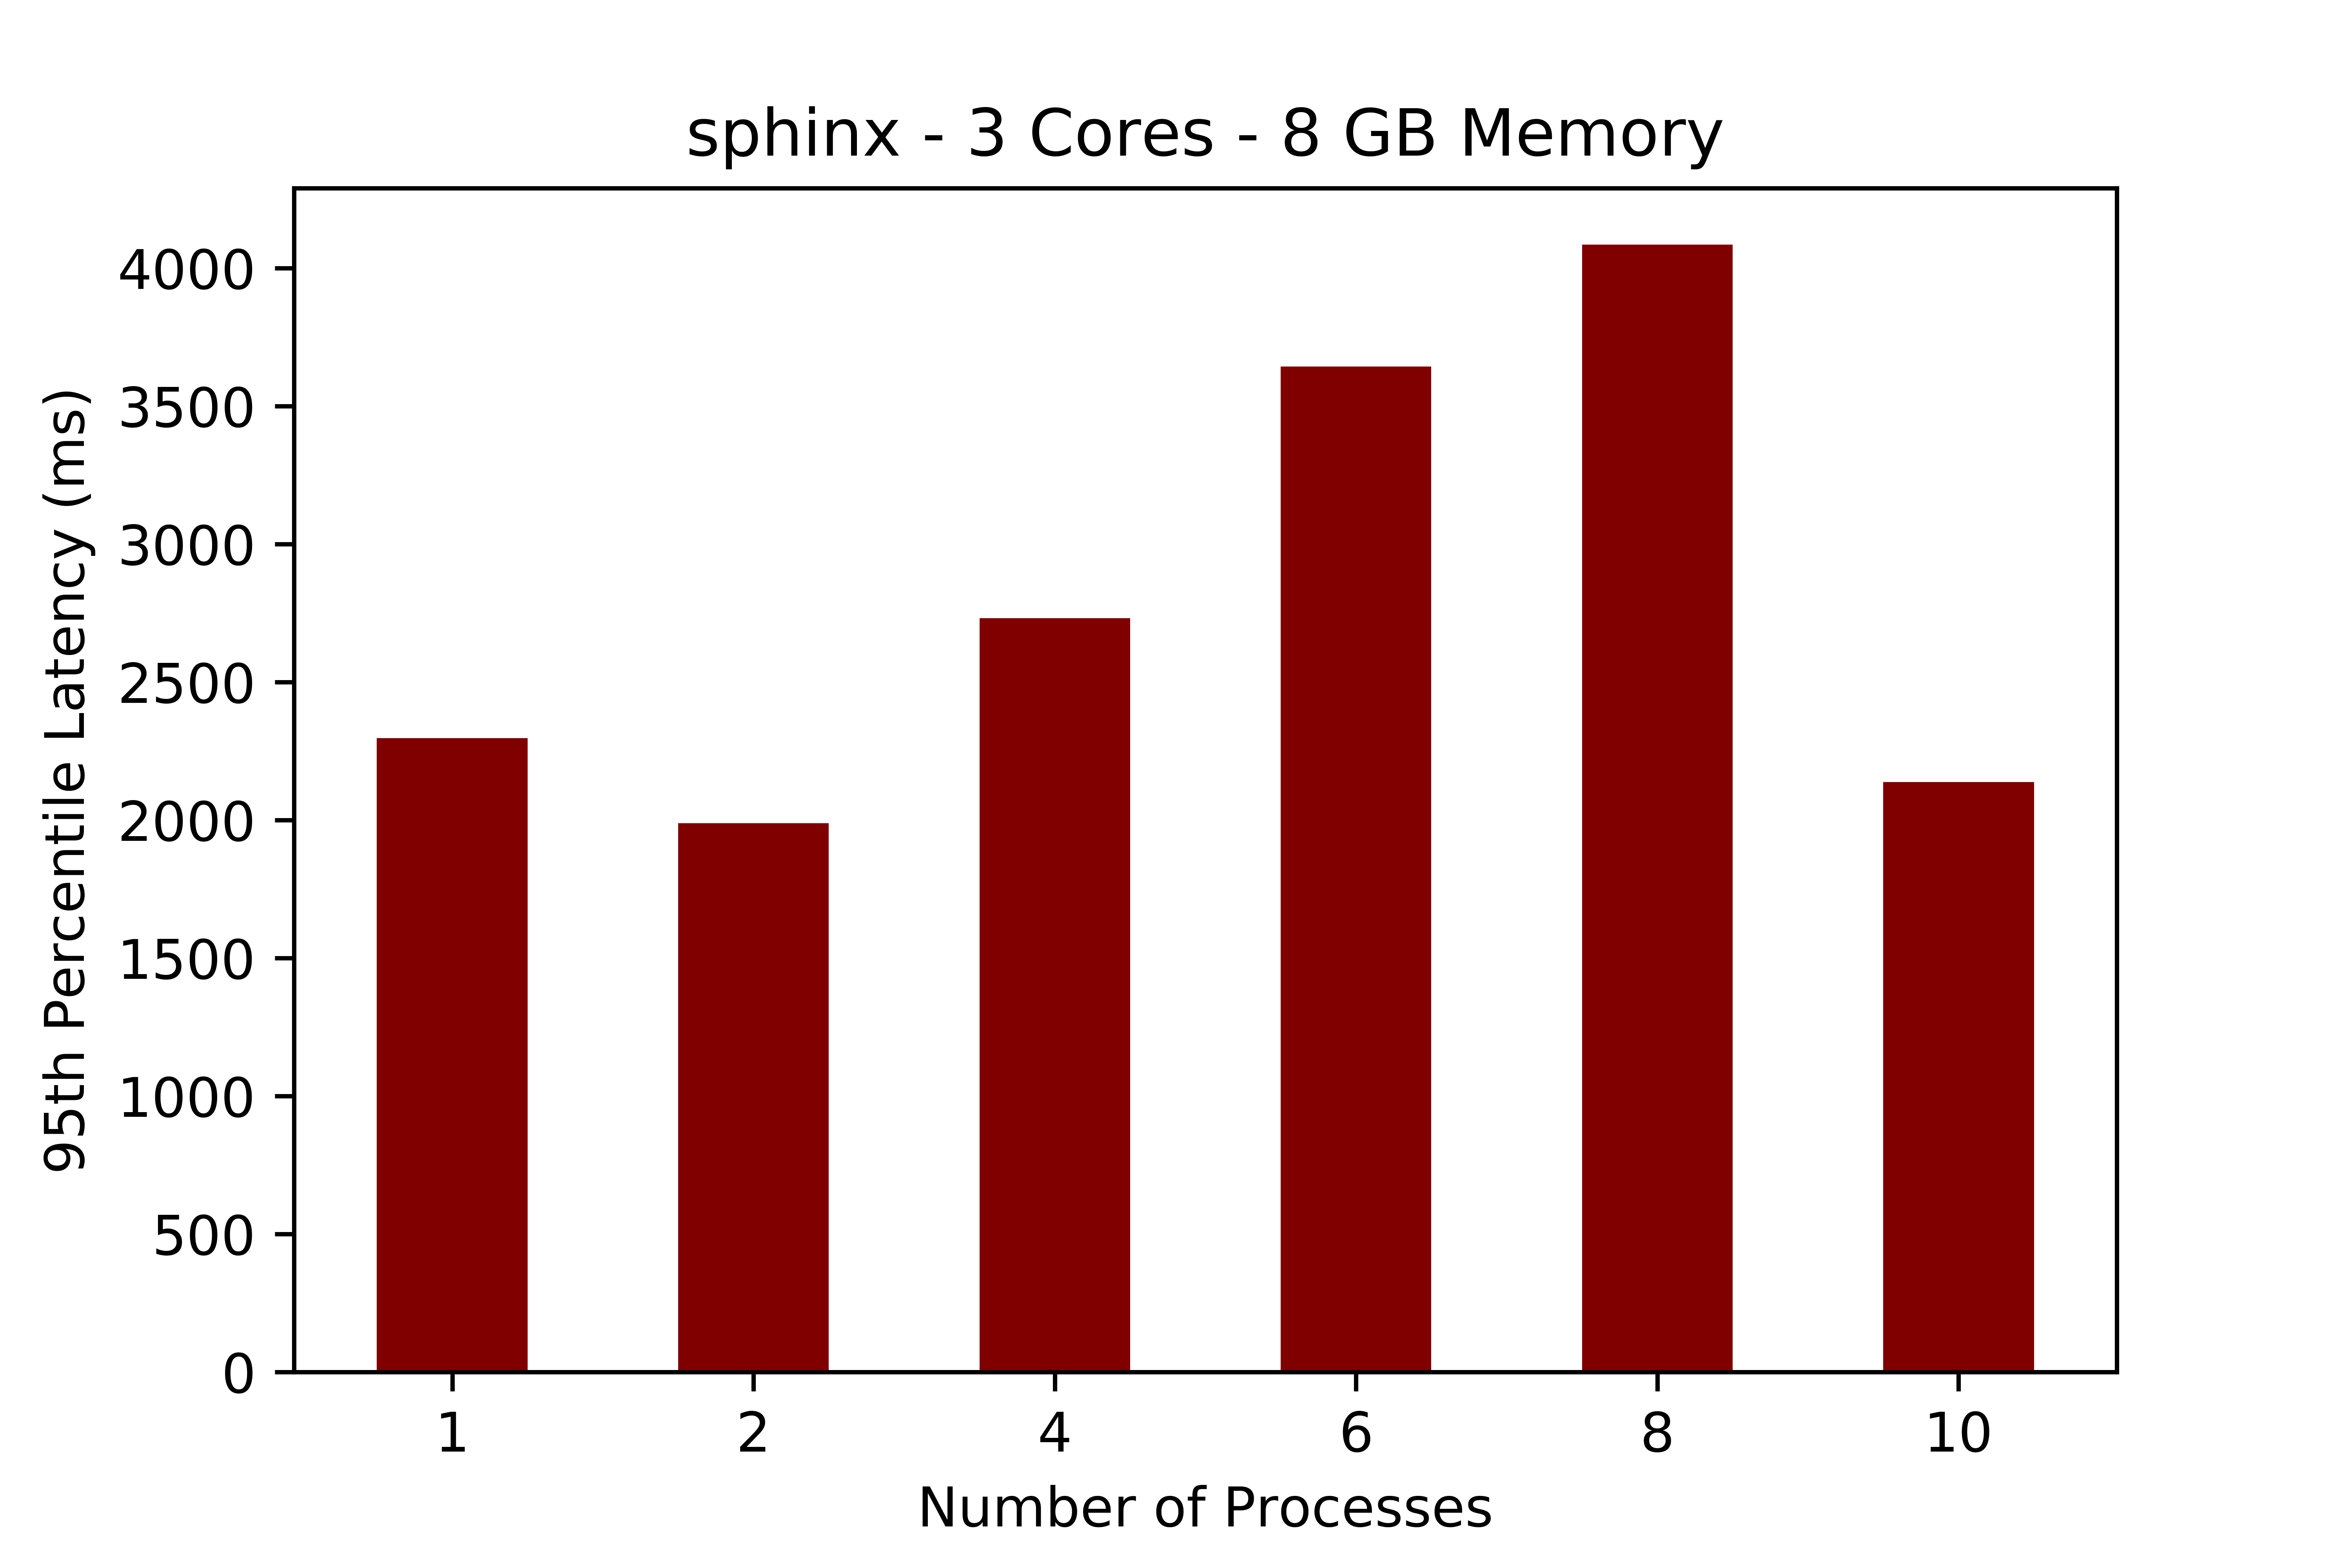 sphinx - 3 Cores - 8 GB Memory
95th Percentile Latency (ms)
4000
3500
3000
2500
2000
1500
1000
500
0
1 2 4 6 8 10
Number of Processes